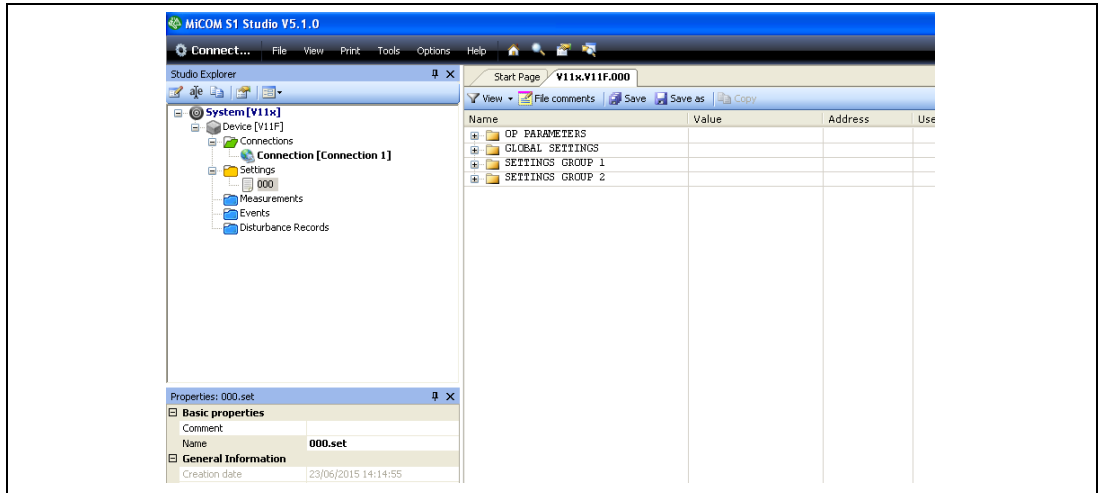 MiCOM S1 Studio V5.1.0
Connect... File View Print Tools Options Help
Studio Explorer
System [V11x]
Device [V11F]
Connections
Connection [Connection 1]
Settings
000
Measurements
Events
Disturbance Records
Properties: 000.set
Basic properties
Comment
Name 000.set
General Information
Creation date 23/06/2015 14:14:55
Start Page V11x.V11F.000
View File comments Save Save as Copy
Name Value Address Use
OP PARAMETERS
GLOBAL SETTINGS
SETTINGS GROUP 1
SETTINGS GROUP 2